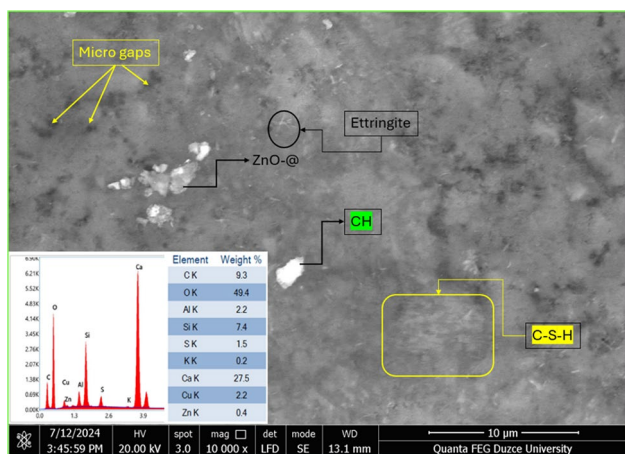 Micro gaps
Ettringite
ZnO-@
CH
C-S-H
Element Weight %
C K 9.3
O K 49.4
Al K 2.2
Si K 7.4
S K 1.5
K K 0.2
Ca K 27.5
Cu K 2.2
Zn K 0.4
6.90K
6.21K
5.52K
4.83K
4.14K
3.45K
2.76K
2.07K
1.38K
0.69K
0.00K
0.0 1.3 2.6 3.9
C
O
Cu
Zn
Al
Si
S
K
Ca
7/12/2024 HV spot mag □ det mode WD 10 µm
3:45:59 PM 20.00 kV 3.0 10 000 x LFD SE 13.1 mm Quanta FEG Duzce University